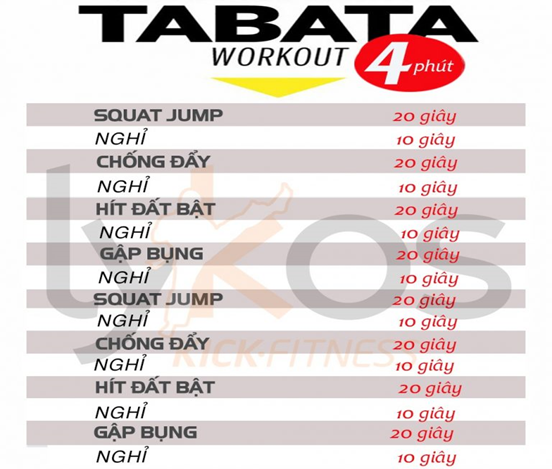 TABATA
WORKOUT 4 phút
SQUAT JUMP 20 giây
NGHỈ 10 giây
CHỐNG ĐẨY 20 giây
NGHỈ 10 giây
HÍT ĐẤT BẬT 20 giây
NGHỈ 10 giây
GẬP BỤNG 20 giây
NGHỈ 10 giây
SQUAT JUMP 20 giây
NGHỈ 10 giây
CHỐNG ĐẨY 20 giây
NGHỈ 10 giây
HÍT ĐẤT BẬT 20 giây
NGHỈ 10 giây
GẬP BỤNG 20 giây
NGHỈ 10 giây
lykos
KICK-FITNESS